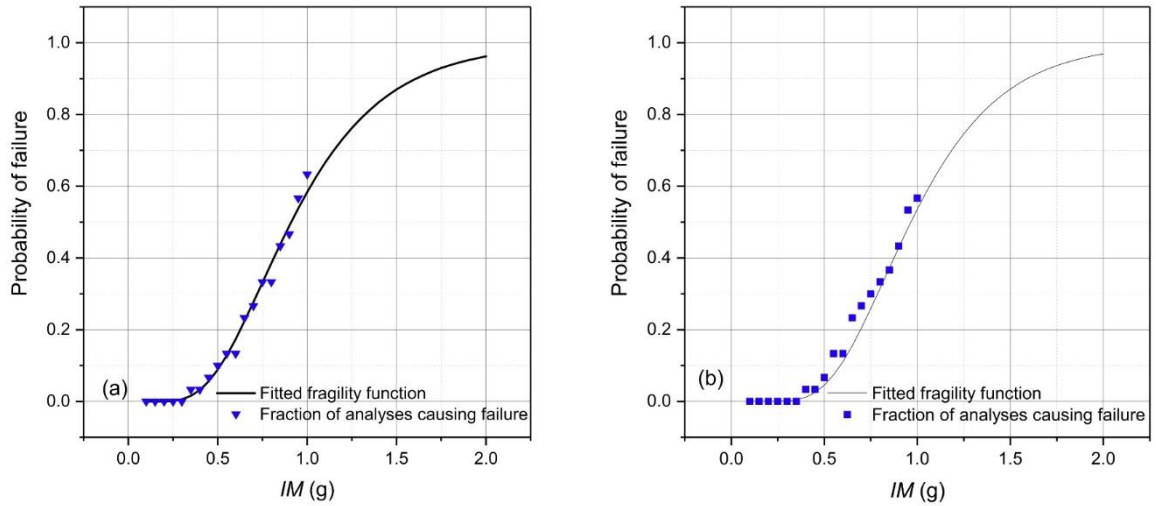 1.0
0.8
0.6
0.4
0.2
0.0
Probability of failure
(a)
Fitted fragility function
Fraction of analyses causing failure
0.0 0.5 1.0 1.5 2.0
IM (g)
1.0
0.8
0.6
0.4
0.2
0.0
Probability of failure
(b)
Fitted fragility function
Fraction of analyses causing failure
0.0 0.5 1.0 1.5 2.0
IM (g)